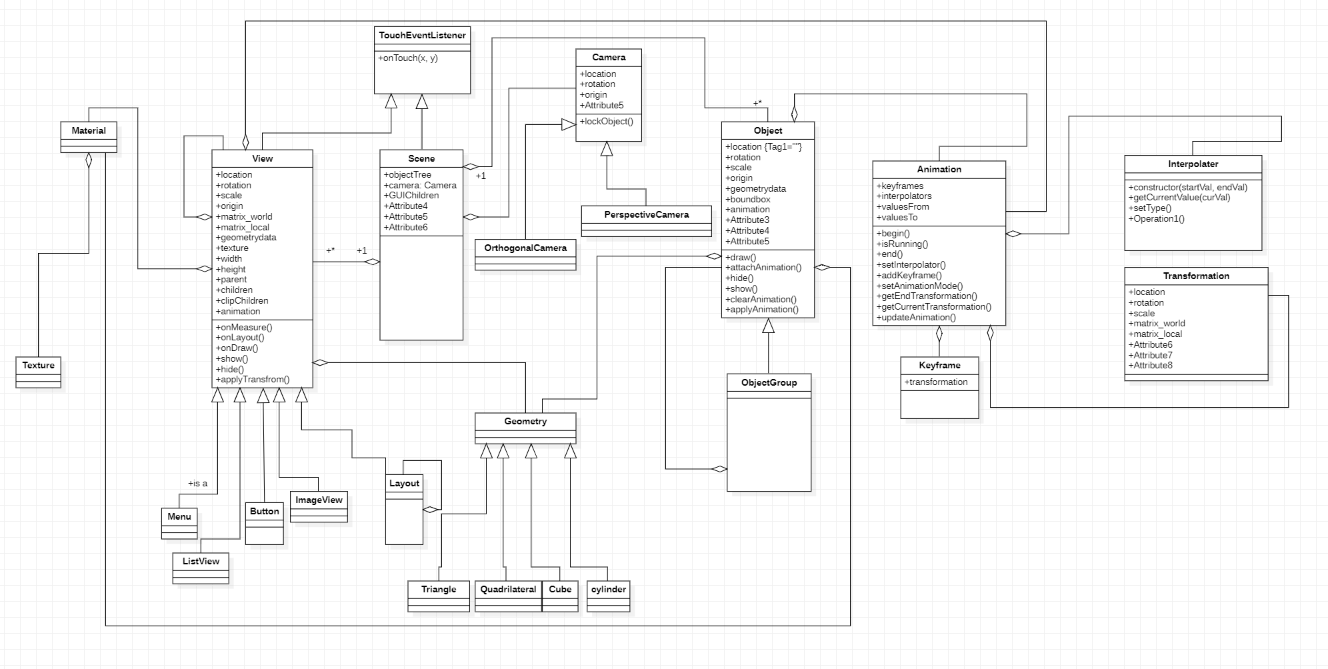 TouchEventListener
+onTouch(x, y)
Camera
+location
+rotation
+origin
+Attribute5
+lockObject()
Material
View
+location
+rotation
+scale
+origin
+matrix_world
+matrix_local
+geometrydata
+texture
+width
+height
+parent
+children
+clipChildren
+animation
+onMeasure()
+onLayout()
+onDraw()
+show()
+hide()
+applyTransfrom()
+*
+1
Scene
+objectTree
+camera: Camera
+GUIChildren
+Attribute4
+Attribute5
+Attribute6
+1
+*
Object
+location {Tag1=""}
+rotation
+scale
+origin
+geometrydata
+boundbox
+animation
+Attribute3
+Attribute4
+Attribute5
+draw()
+attachAnimation()
+hide()
+show()
+clearAnimation()
+applyAnimation()
Animation
+keyframes
+interpolators
+valuesFrom
+valuesTo
+begin()
+isRunning()
+end()
+setInterpolator()
+addKeyframe()
+setAnimationMode()
+getEndTransformation()
+getCurrentTransformation()
+updateAnimation()
Interpolater
+constructor(startVal, endVal)
+getCurrentValue(curVal)
+setType()
+Operation1()
PerspectiveCamera
OrthogonalCamera
Transformation
+location
+rotation
+scale
+matrix_world
+matrix_local
+Attribute6
+Attribute7
+Attribute8
Texture
Keyframe
+transformation
ObjectGroup
Geometry
+is a
Menu
ListView
Button
ImageView
Layout
Triangle
Quadrilateral
Cube
cylinder